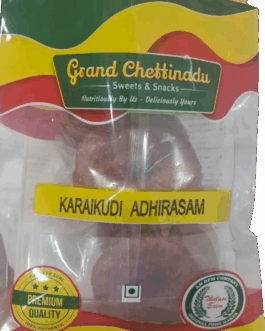 Grand Chettinadu
Sweets & Snacks
Nutritiously By Us - Deliciously Yours
KARAIKUDI ADHIRASAM
PREMIUM
QUALITY